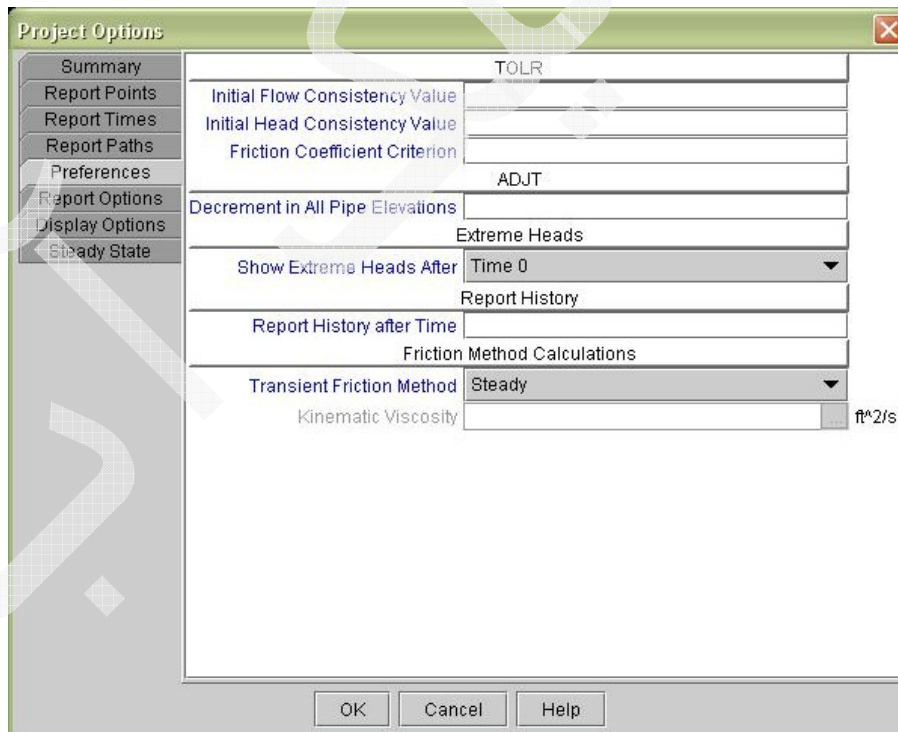 Project Options
Summary
Report Points
Report Times
Report Paths
Preferences
Report Options
Display Options
Steady State
TOLR
Initial Flow Consistency Value
Initial Head Consistency Value
Friction Coefficient Criterion
ADJT
Decrement in All Pipe Elevations
Extreme Heads
Show Extreme Heads After Time 0
Report History
Report History after Time
Friction Method Calculations
Transient Friction Method Steady
Kinematic Viscosity ... ft^2/s
OK Cancel Help